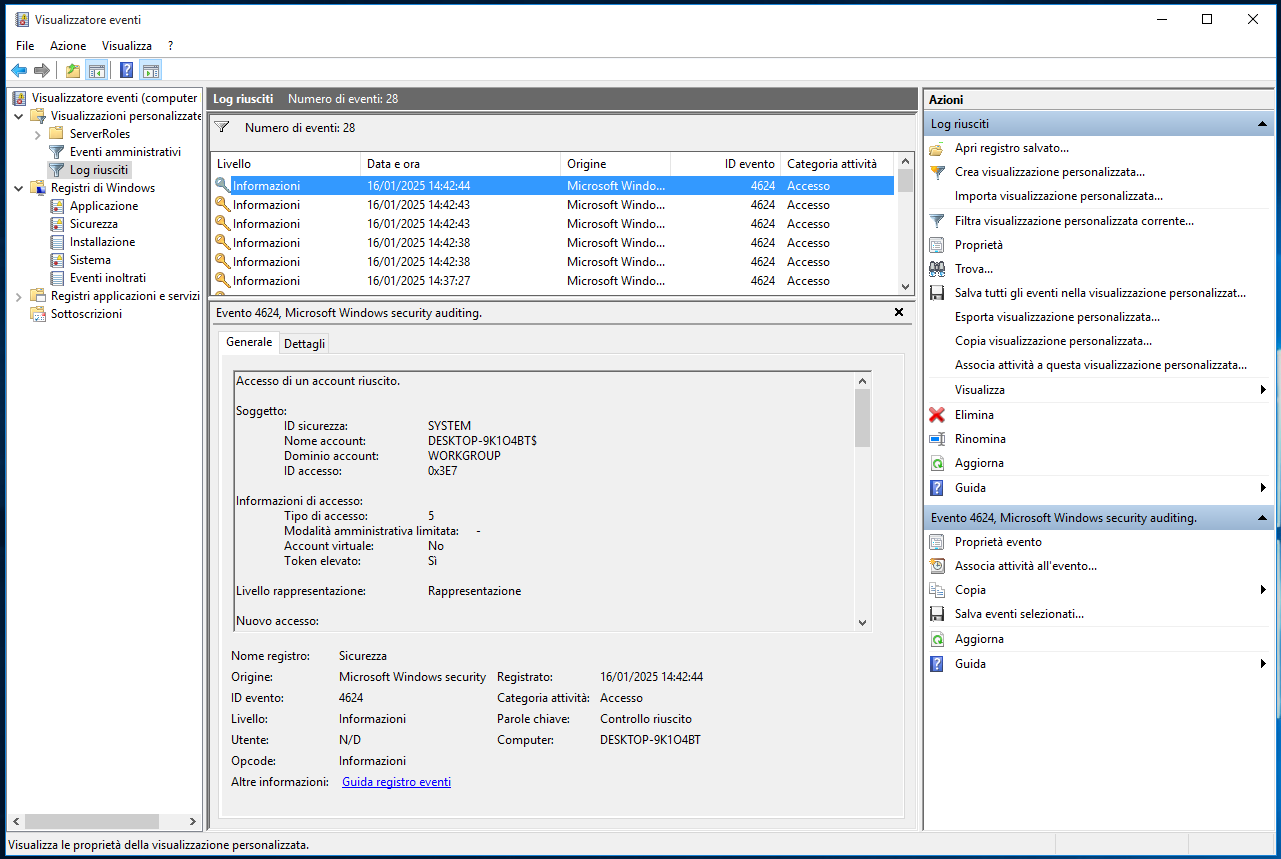 Visualizzatore eventi
File Azione Visualizza ?
Visualizzatore eventi (computer
Visualizzazioni personalizzate
ServerRoles
Eventi amministrativi
Log riusciti
Registri di Windows
Applicazione
Sicurezza
Installazione
Sistema
Eventi inoltrati
Registri applicazioni e servizi
Sottoscrizioni
Log riusciti Numero di eventi: 28
Numero di eventi: 28
Livello Data e ora Origine ID evento Categoria attività
Informazioni 16/01/2025 14:42:44 Microsoft Windo... 4624 Accesso
Informazioni 16/01/2025 14:42:43 Microsoft Windo... 4624 Accesso
Informazioni 16/01/2025 14:42:43 Microsoft Windo... 4624 Accesso
Informazioni 16/01/2025 14:42:38 Microsoft Windo... 4624 Accesso
Informazioni 16/01/2025 14:42:38 Microsoft Windo... 4624 Accesso
Informazioni 16/01/2025 14:37:27 Microsoft Windo... 4624 Accesso
Evento 4624, Microsoft Windows security auditing.
Generale Dettagli
Accesso di un account riuscito.
Soggetto:
ID sicurezza: SYSTEM
Nome account: DESKTOP-9K1O4BT$
Dominio account: WORKGROUP
ID accesso: 0x3E7
Informazioni di accesso:
Tipo di accesso: 5
Modalità amministrativa limitata: -
Account virtuale: No
Token elevato: Sì
Livello rappresentazione: Rappresentazione
Nuovo accesso:
Nome registro: Sicurezza
Origine: Microsoft Windows security Registrato: 16/01/2025 14:42:44
ID evento: 4624 Categoria attività: Accesso
Livello: Informazioni Parole chiave: Controllo riuscito
Utente: N/D Computer: DESKTOP-9K1O4BT
Opcode: Informazioni
Altre informazioni: Guida registro eventi
Azioni
Log riusciti
Apri registro salvato...
Crea visualizzazione personalizzata...
Importa visualizzazione personalizzata...
Filtra visualizzazione personalizzata corrente...
Proprietà
Trova...
Salva tutti gli eventi nella visualizzazione personalizzat...
Esporta visualizzazione personalizzata...
Copia visualizzazione personalizzata...
Associa attività a questa visualizzazione personalizzata...
Visualizza
Elimina
Rinomina
Aggiorna
Guida
Evento 4624, Microsoft Windows security auditing.
Proprietà evento
Associa attività all'evento...
Copia
Salva eventi selezionati...
Aggiorna
Guida
Visualizza le proprietà della visualizzazione personalizzata.